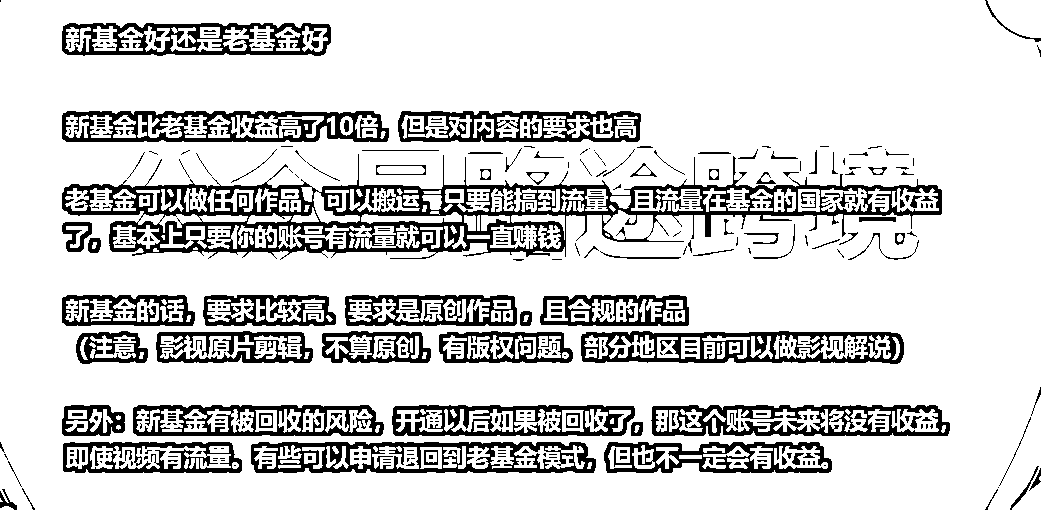 新基金好还是老基金好
新基金比老基金收益高了10倍，但是对内容的要求也高
公众号路途跨境
老基金可以做任何作品，可以搬运，只要能搞到流量、且流量在基金的国家就有收益
了，基本上只要你的账号有流量就可以一直赚钱
新基金的话，要求比较高、要求是原创作品 ，且合规的作品
（注意，影视原片剪辑，不算原创，有版权问题。部分地区目前可以做影视解说）
另外：新基金有被回收的风险，开通以后如果被回收了，那这个账号未来将没有收益，
即使视频有流量。有些可以申请退回到老基金模式，但也不一定会有收益。